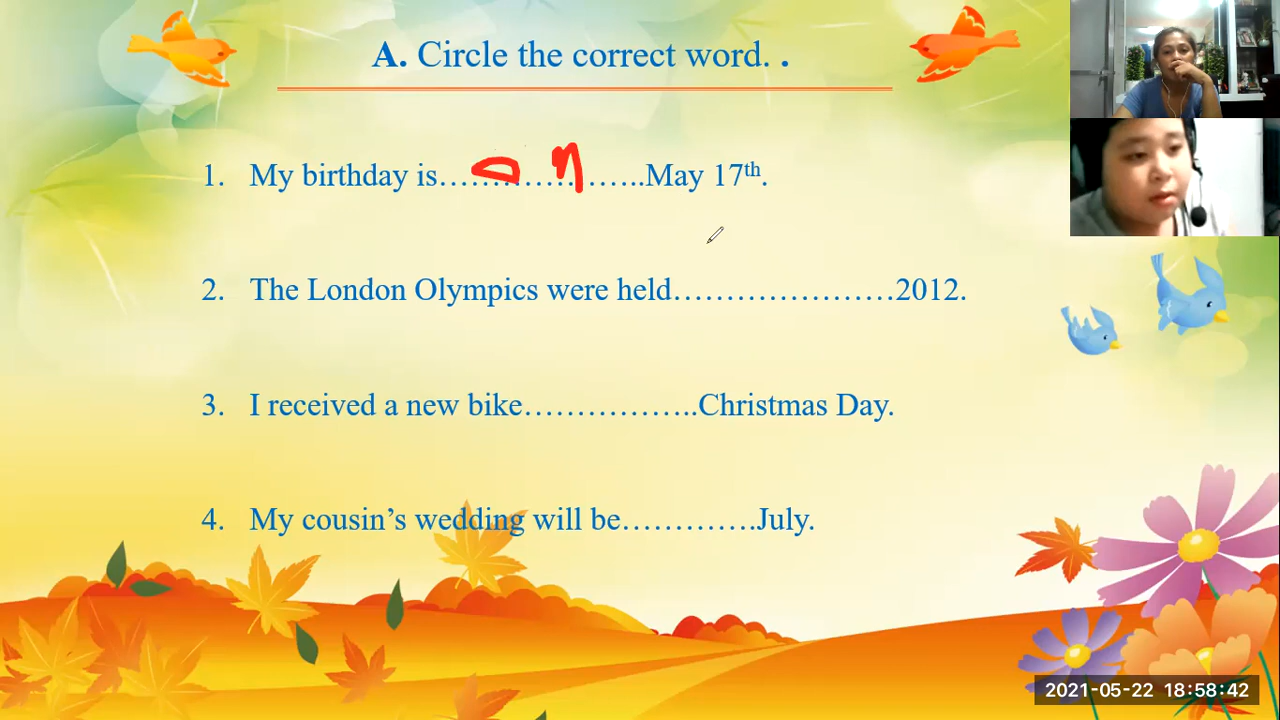 A. Circle the correct word. .
1. My birthday is……on…………..May 17th.
2. The London Olympics were held…………………2012.
3. I received a new bike……………..Christmas Day.
4. My cousin’s wedding will be………….July.
2021-05-22 18:58:42